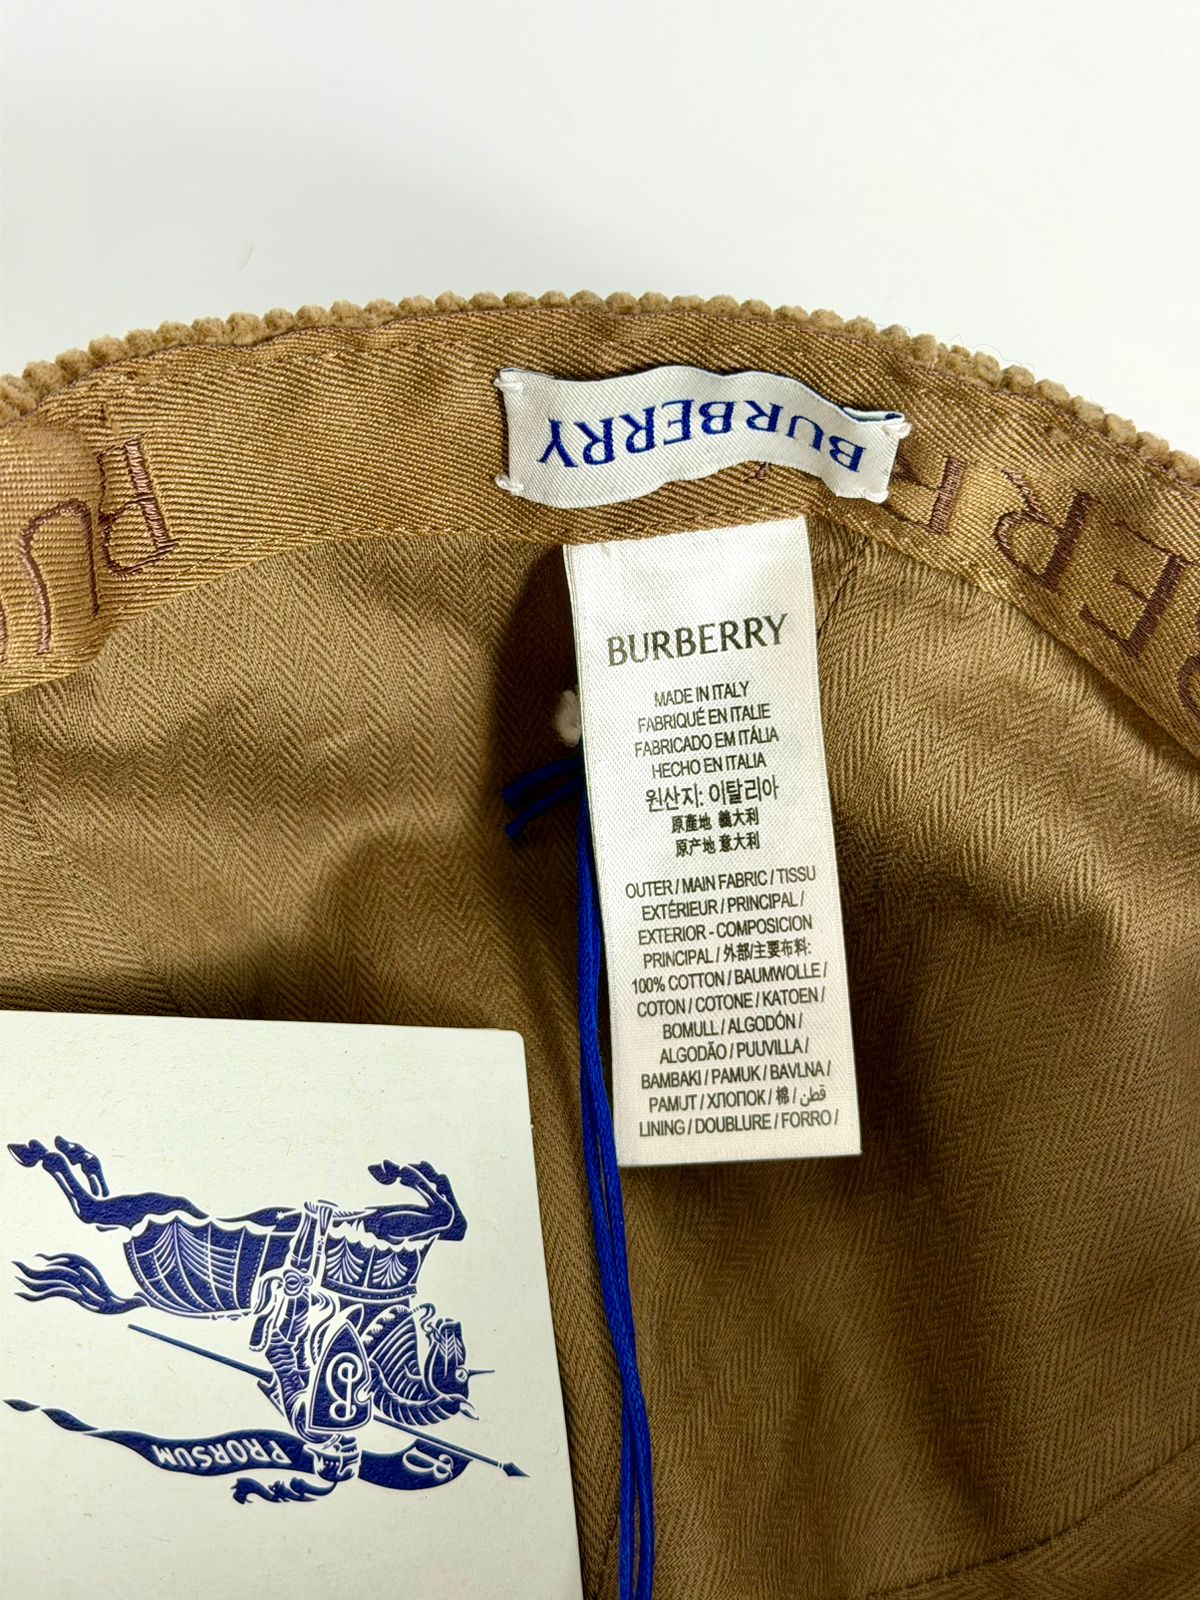 BURBERRY
BUR
BERR
BURBERRY
MADE IN ITALY
FABRIQUÉ EN ITALIE
FABRICADO EM ITÁLIA
HECHO EN ITALIA
원산지: 이탈리아
原產地 義大利
原产地 意大利
OUTER / MAIN FABRIC / TISSU
EXTÉRIEUR / PRINCIPAL /
EXTERIOR - COMPOSICION
PRINCIPAL / 外部/主要布料:
100% COTTON / BAUMWOLLE /
COTON / COTONE / KATOEN /
BOMULL / ALGODÓN /
ALGODÃO / PUUVILLA /
BAMBAKI / PAMUK / BAVLNA /
PAMUT / ХЛОПОК / 棉 / قطن
LINING / DOUBLURE / FORRO /
PRORSUM